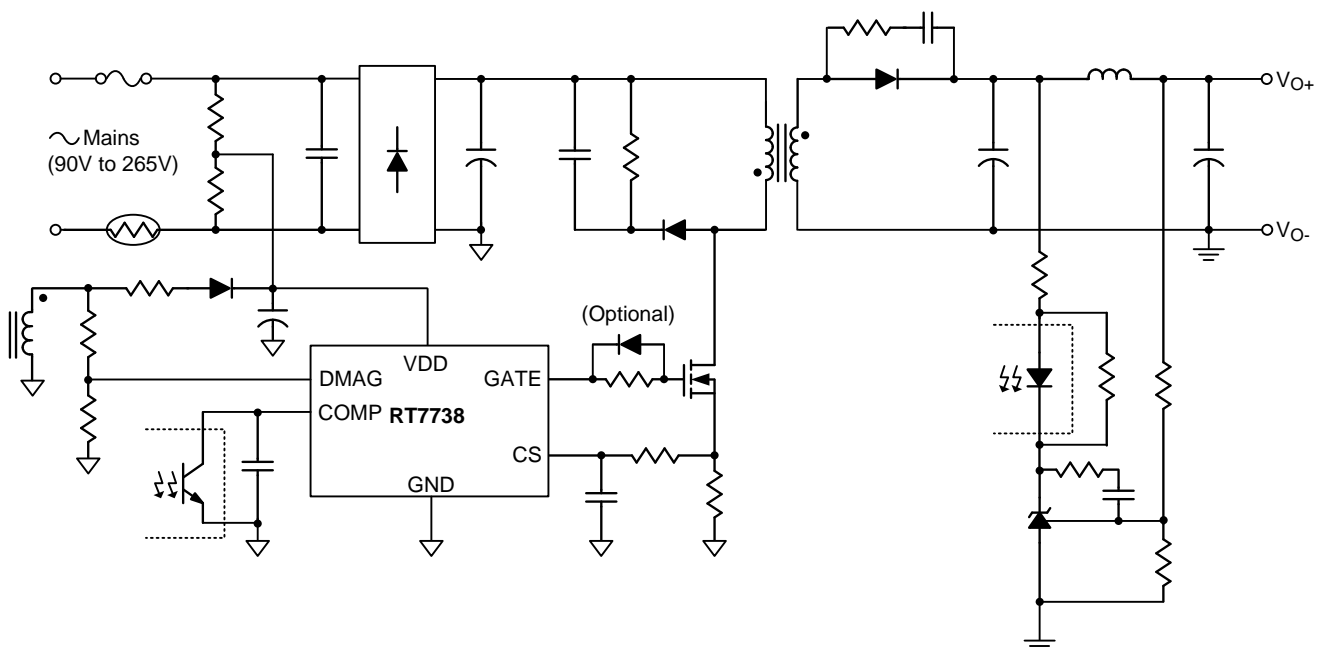 Mains
(90V to 265V)
VO+
VO-
(Optional)
VDD
DMAG
GATE
COMP
RT7738
CS
GND